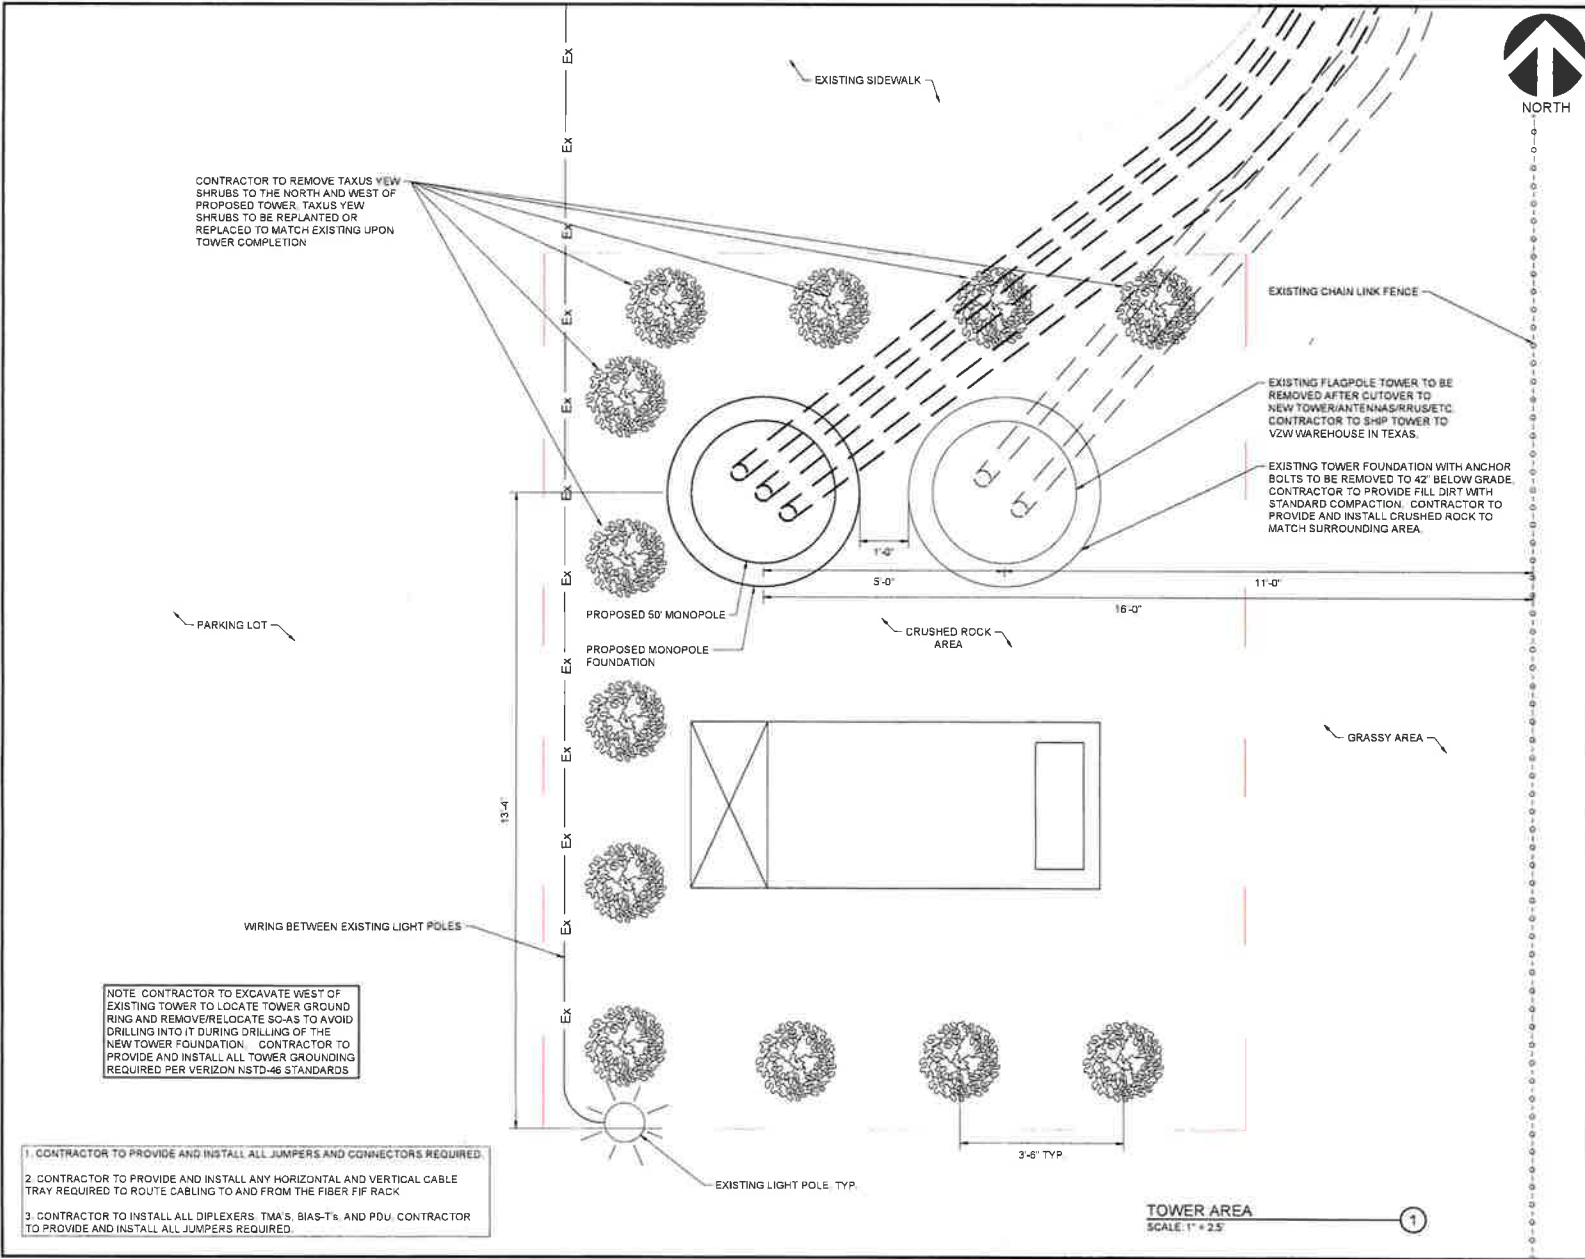 Ex
EXISTING SIDEWALK
NORTH
Ex
CONTRACTOR TO REMOVE TAXUS YEW
SHRUBS TO THE NORTH AND WEST OF
PROPOSED TOWER. TAXUS YEW
SHRUBS TO BE REPLANTED OR
REPLACED TO MATCH EXISTING UPON
TOWER COMPLETION
Ex
Ex
EXISTING CHAIN LINK FENCE
Ex
EXISTING FLAGPOLE TOWER TO BE
REMOVED AFTER CUTOVER TO
NEW TOWER/ANTENNAS/RRUS/ETC.
CONTRACTOR TO SHIP TOWER TO
VZW WAREHOUSE IN TEXAS.
EXISTING TOWER FOUNDATION WITH ANCHOR
BOLTS TO BE REMOVED TO 42" BELOW GRADE.
CONTRACTOR TO PROVIDE FILL DIRT WITH
STANDARD COMPACTION. CONTRACTOR TO
PROVIDE AND INSTALL CRUSHED ROCK TO
MATCH SURROUNDING AREA.
Ex
1'-0"
Ex
5'-0"
11'-0"
16'-0"
PROPOSED 50' MONOPOLE
PARKING LOT
CRUSHED ROCK
AREA
PROPOSED MONOPOLE
FOUNDATION
Ex
GRASSY AREA
Ex
13'-4"
Ex
WIRING BETWEEN EXISTING LIGHT POLES
Ex
NOTE CONTRACTOR TO EXCAVATE WEST OF
EXISTING TOWER TO LOCATE TOWER GROUND
RING AND REMOVE/RELOCATE SO-AS TO AVOID
DRILLING INTO IT DURING DRILLING OF THE
NEW TOWER FOUNDATION. CONTRACTOR TO
PROVIDE AND INSTALL ALL TOWER GROUNDING
REQUIRED PER VERIZON NSTD-46 STANDARDS
Ex
1. CONTRACTOR TO PROVIDE AND INSTALL ALL JUMPERS AND CONNECTORS REQUIRED.
2. CONTRACTOR TO PROVIDE AND INSTALL ANY HORIZONTAL AND VERTICAL CABLE
TRAY REQUIRED TO ROUTE CABLING TO AND FROM THE FIBER FIF RACK
3. CONTRACTOR TO INSTALL ALL DIPLEXERS, TMA'S, BIAS-T's, AND PDU. CONTRACTOR
TO PROVIDE AND INSTALL ALL JUMPERS REQUIRED.
3'-6" TYP.
EXISTING LIGHT POLE, TYP.
TOWER AREA
SCALE: 1" = 2.5'
1